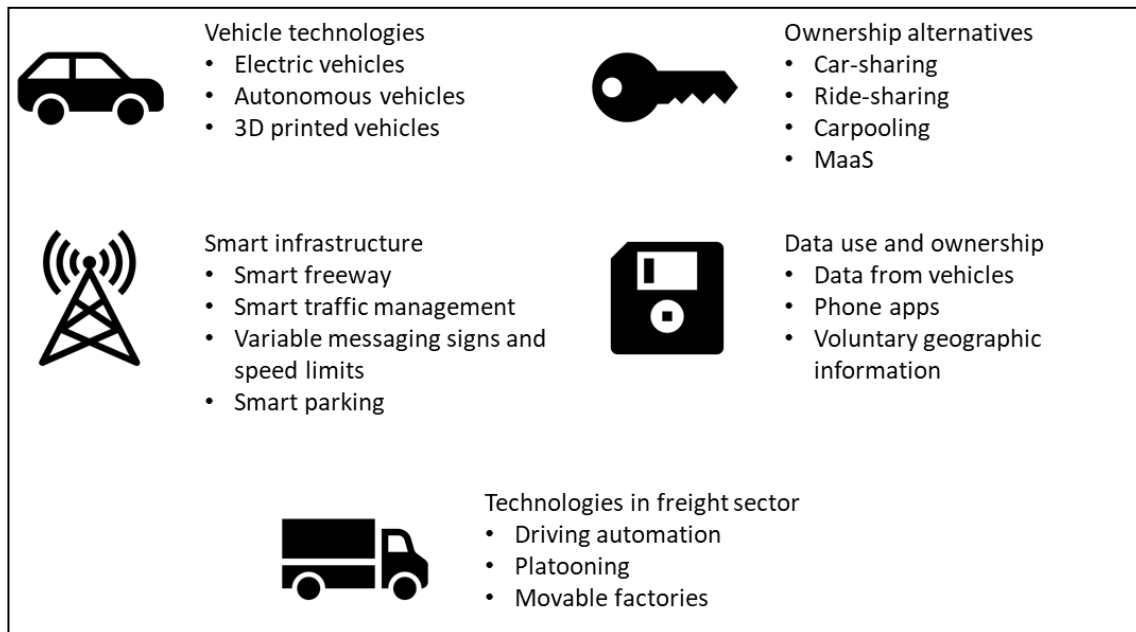 Vehicle technologies
• Electric vehicles
• Autonomous vehicles
• 3D printed vehicles
Ownership alternatives
• Car-sharing
• Ride-sharing
• Carpooling
• MaaS
Smart infrastructure
• Smart freeway
• Smart traffic management
• Variable messaging signs and
speed limits
• Smart parking
Data use and ownership
• Data from vehicles
• Phone apps
• Voluntary geographic
information
Technologies in freight sector
• Driving automation
• Platooning
• Movable factories